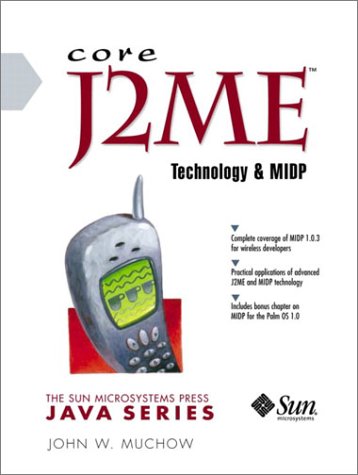 core
J2ME™
Technology & MIDP
Complete coverage of MIDP 1.0.3
for wireless developers
Practical applications of advanced
J2ME and MIDP technology
Includes bonus chapter on
MIDP for the Palm OS 1.0
THE SUN MICROSYSTEMS PRESS
JAVA SERIES
Sun
microsystems
JOHN W. MUCHOW